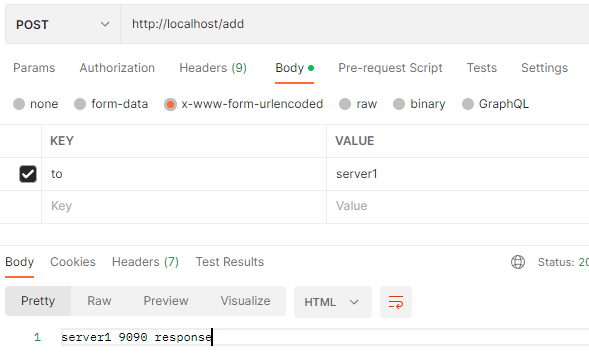 POST http://localhost/add
Params Authorization Headers (9) Body Pre-request Script Tests Settings
none form-data x-www-form-urlencoded raw binary GraphQL
KEY VALUE
to server1
Key Value
Body Cookies Headers (7) Test Results Status:
Pretty Raw Preview Visualize HTML
1 server1 9090 response